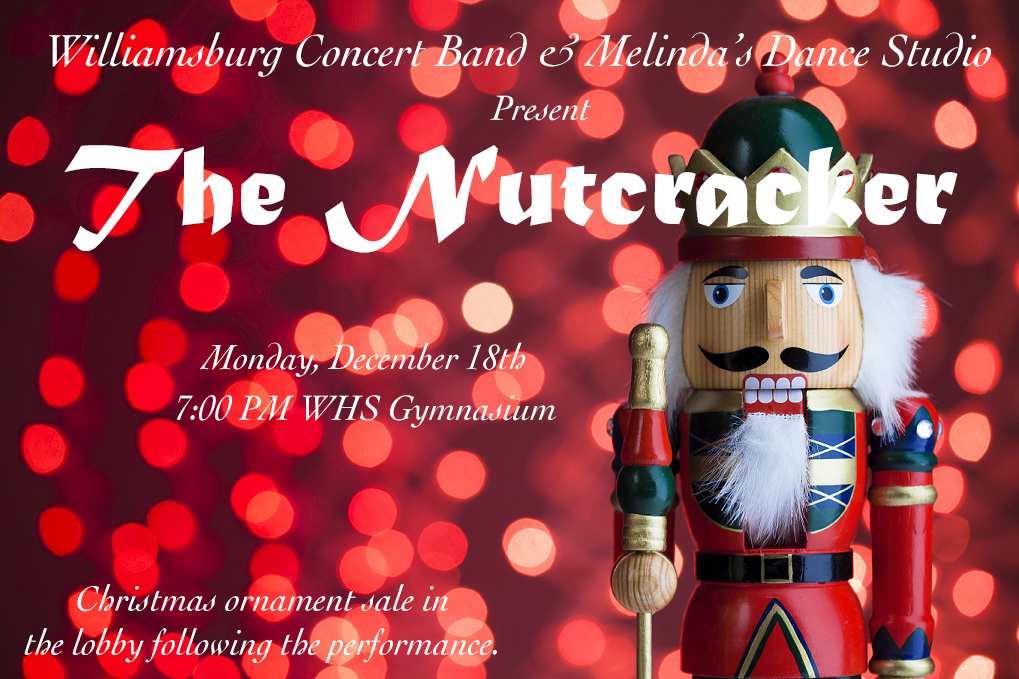 Williamsburg Concert Band & Melinda's Dance Studio
Present
The Nutcracker
Monday, December 18th
7:00 PM WHS Gymnasium
Christmas ornament sale in
the lobby following the performance.